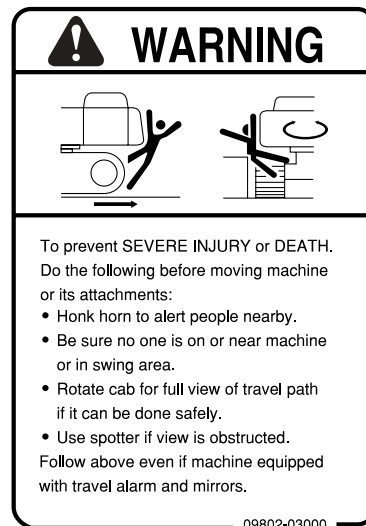 WARNING
To prevent SEVERE INJURY or DEATH.
Do the following before moving machine
or its attachments:
• Honk horn to alert people nearby.
• Be sure no one is on or near machine
or in swing area.
• Rotate cab for full view of travel path
if it can be done safely.
• Use spotter if view is obstructed.
Follow above even if machine equipped
with travel alarm and mirrors.
09802-03000